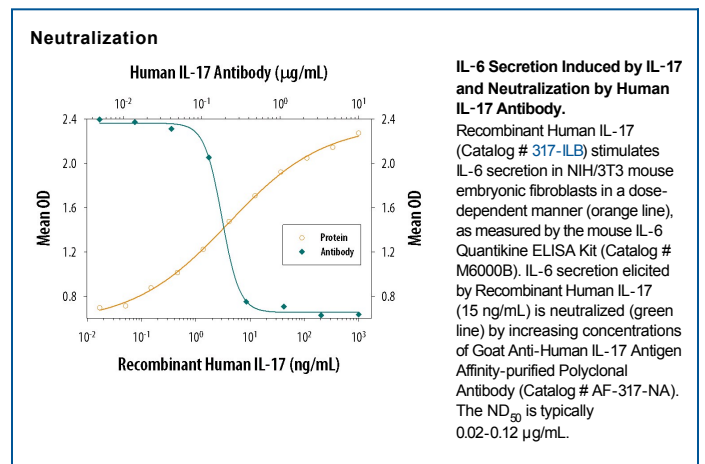 Neutralization
Human IL-17 Antibody (µg/mL)
10-2 10-1 100 101
2.4 2.4
2.0 2.0
1.6 1.6
1.2 1.2
0.8 0.8
Mean OD
Mean OD
Protein
Antibody
10-2 10-1 100 101 102 103
Recombinant Human IL-17 (ng/mL)
IL-6 Secretion Induced by IL-17
and Neutralization by Human
IL-17 Antibody.
Recombinant Human IL-17
(Catalog # 317-ILB) stimulates
IL-6 secretion in NIH/3T3 mouse
embryonic fibroblasts in a dose-
dependent manner (orange line),
as measured by the mouse IL-6
Quantikine ELISA Kit (Catalog #
M6000B). IL-6 secretion elicited
by Recombinant Human IL-17
(15 ng/mL) is neutralized (green
line) by increasing concentrations
of Goat Anti-Human IL-17 Antigen
Affinity-purified Polyclonal
Antibody (Catalog # AF-317-NA).
The ND50 is typically
0.02-0.12 µg/mL.